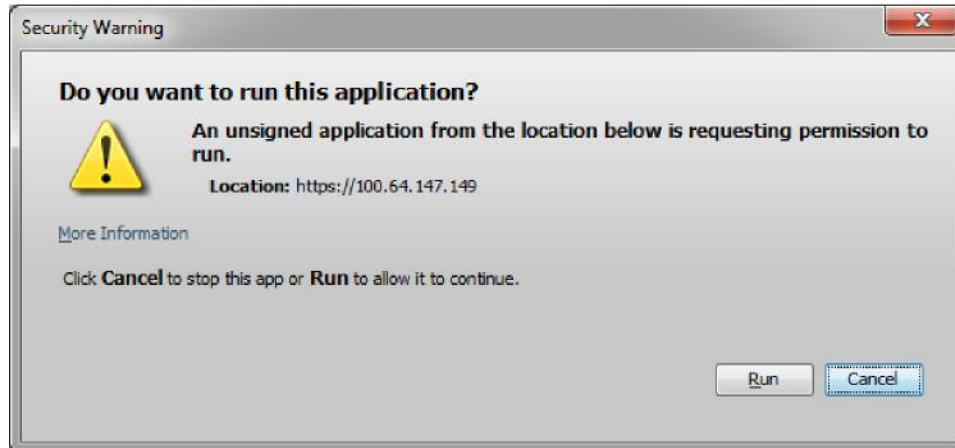 Security Warning
Do you want to run this application?
An unsigned application from the location below is requesting permission to
run.
Location: https://100.64.147.149
More Information
Click Cancel to stop this app or Run to allow it to continue.
Run Cancel